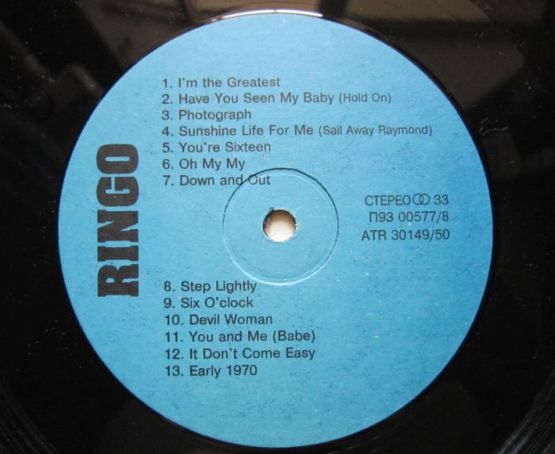 RINGO
1. I'm the Greatest
2. Have You Seen My Baby (Hold On)
3. Photograph
4. Sunshine Life For Me (Sail Away Raymond)
5. You're Sixteen
6. Oh My My
7. Down and Out
СТЕРЕО 33
П93 00577/8
ATR 30149/50
8. Step Lightly
9. Six O'clock
10. Devil Woman
11. You and Me (Babe)
12. It Don't Come Easy
13. Early 1970